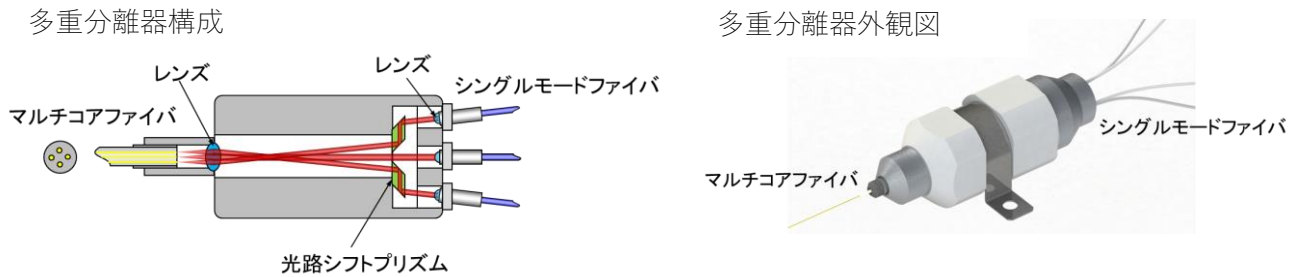 多重分離器構成
レンズ
レンズ
シングルモードファイバ
マルチコアファイバ
光路シフトプリズム
多重分離器外観図
シングルモードファイバ
マルチコアファイバ